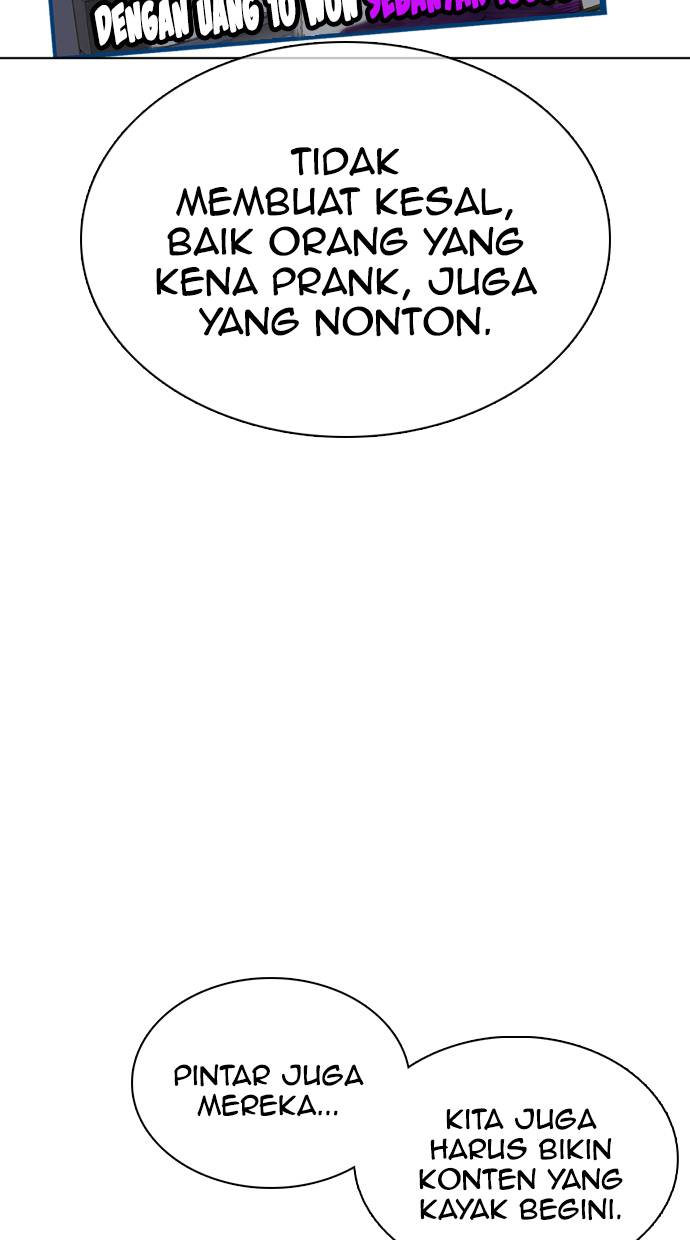 DENGAN UANG 10 WON SEBANYAK
TIDAK
MEMBUAT KESAL,
BAIK ORANG YANG
KENA PRANK, JUGA
YANG NONTON.
PINTAR JUGA
MEREKA...
KITA JUGA
HARUS BIKIN
KONTEN YANG
KAYAK BEGINI.